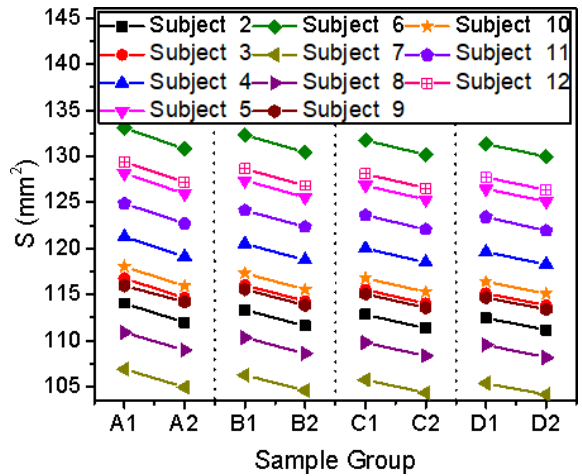 145
140
135
130
125
120
115
110
105
S (mm²)
Subject 2
Subject 3
Subject 4
Subject 5
Subject 6
Subject 7
Subject 8
Subject 9
Subject 10
Subject 11
Subject 12
A1 A2 B1 B2 C1 C2 D1 D2
Sample Group